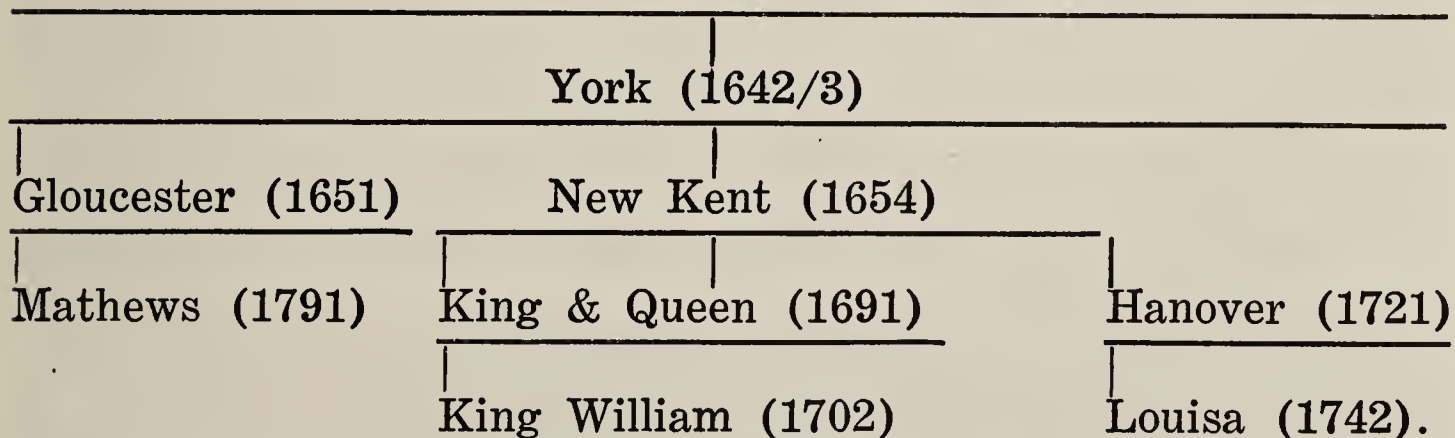 York (1642/3)
Gloucester (1651) New Kent (1654)
Mathews (1791) King & Queen (1691) Hanover (1721)
King William (1702) Louisa (1742).